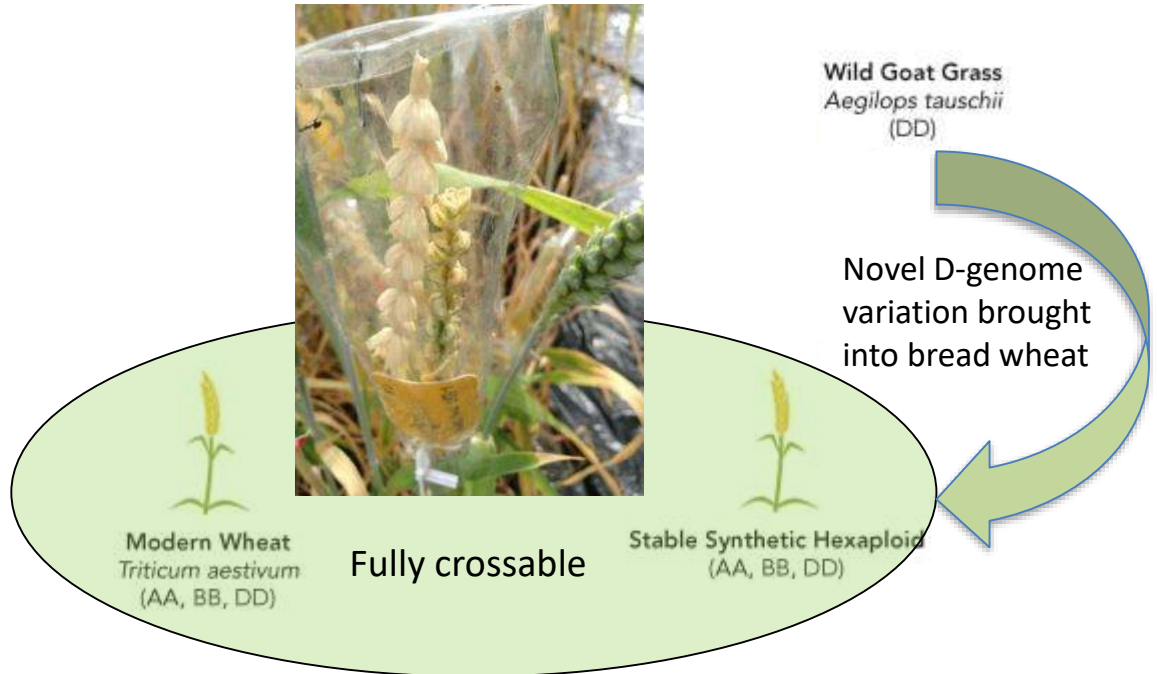 Wild Goat Grass
Aegilops tauschii
(DD)
Novel D-genome
variation brought
into bread wheat
Modern Wheat
Triticum aestivum
(AA, BB, DD)
Fully crossable
Stable Synthetic Hexaploid
(AA, BB, DD)